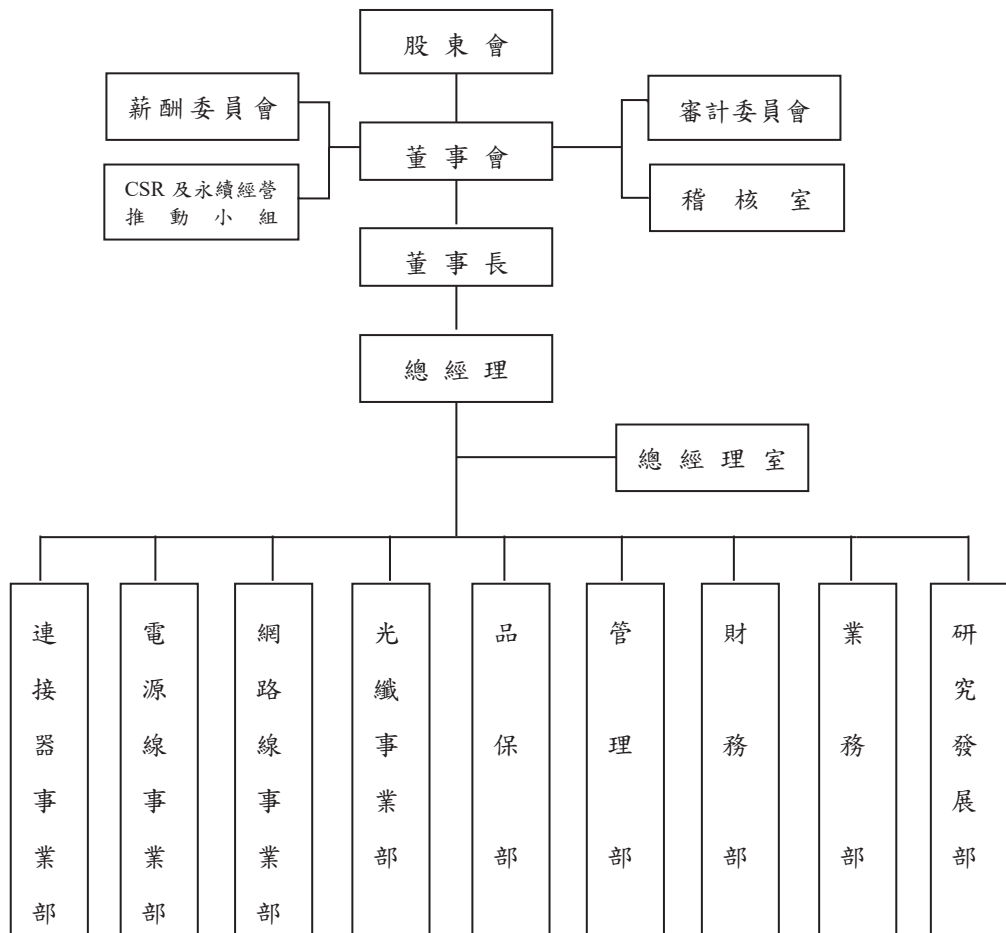 股東會
薪酬委員會
審計委員會
董事會
CSR 及永續經營
推動小組
稽核室
董事長
總經理
總經理室
連接器事業部
電源線事業部
網路線事業部
光纖事業部
品保部
管理部
財務部
業務部
研究發展部